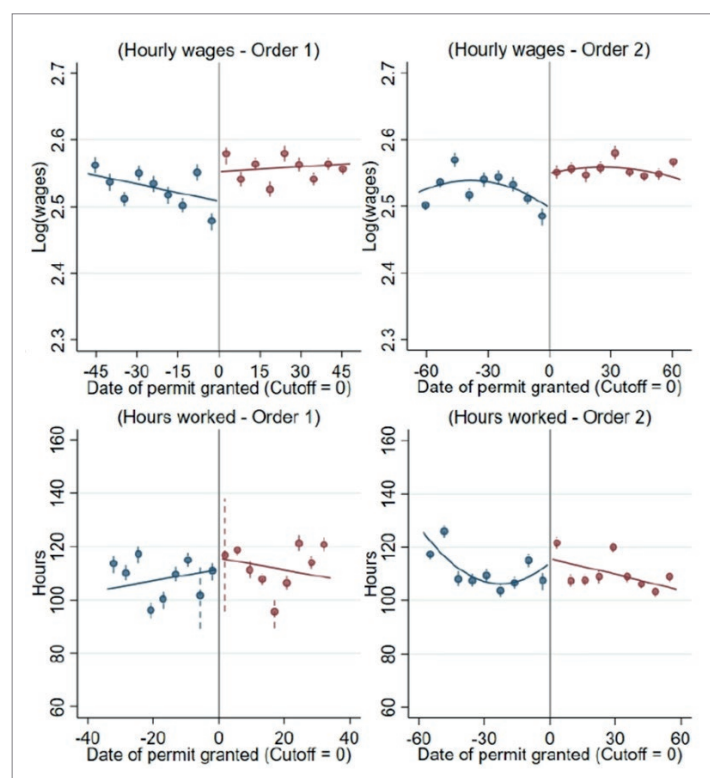 (Hourly wages - Order 1)
Log(wages)
2.7
2.6
2.5
2.4
2.3
-45 -30 -15 0 15 30 45
Date of permit granted (Cutoff = 0)
(Hourly wages - Order 2)
Log(wages)
2.7
2.6
2.5
2.4
2.3
-60 -30 0 30 60
Date of permit granted (Cutoff = 0)
(Hours worked - Order 1)
Hours
160
140
120
100
80
60
-40 -20 0 20 40
Date of permit granted (Cutoff = 0)
(Hours worked - Order 2)
Hours
160
140
120
100
80
60
-60 -30 0 30 60
Date of permit granted (Cutoff = 0)